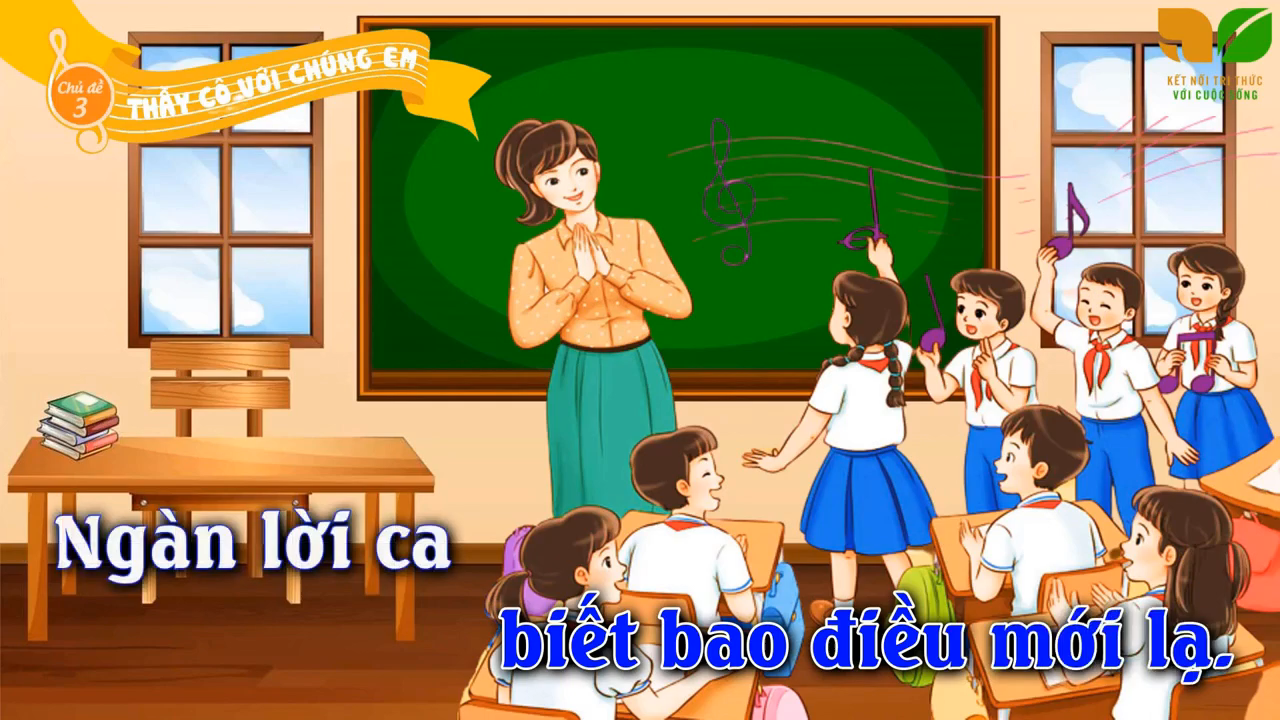 Chủ đề
3
THẦY CÔ VỚI CHÚNG EM
KẾT NỐI TRI THỨC
VỚI CUỘC SỐNG
Ngàn lời ca
biết bao điều mới lạ.